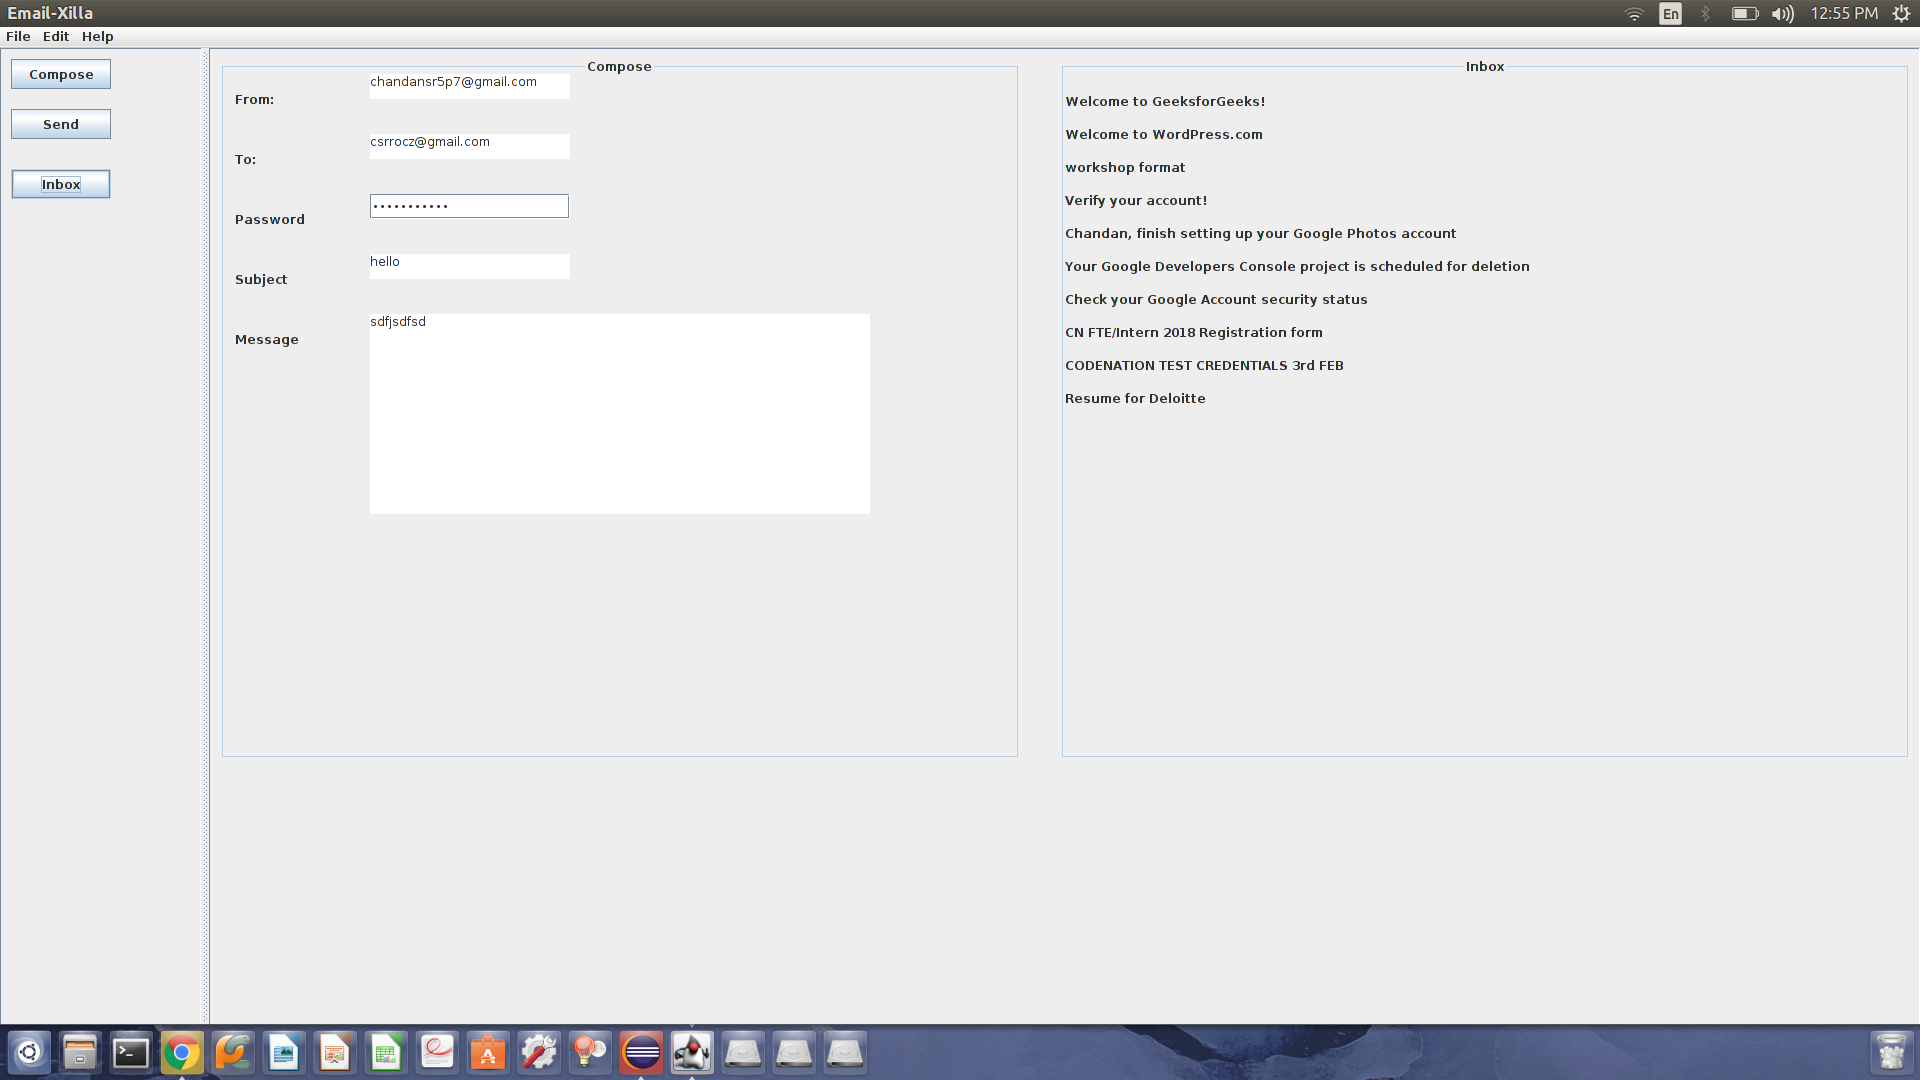 Email-Xilla
En
12:55 PM
File Edit Help
Compose
Send
Inbox
Compose
From:
chandansr5p7@gmail.com
To:
csrrocz@gmail.com
Password
•••••••••••
Subject
hello
Message
sdfjsdfsd
Inbox
Welcome to GeeksforGeeks!
Welcome to WordPress.com
workshop format
Verify your account!
Chandan, finish setting up your Google Photos account
Your Google Developers Console project is scheduled for deletion
Check your Google Account security status
CN FTE/Intern 2018 Registration form
CODENATION TEST CREDENTIALS 3rd FEB
Resume for Deloitte